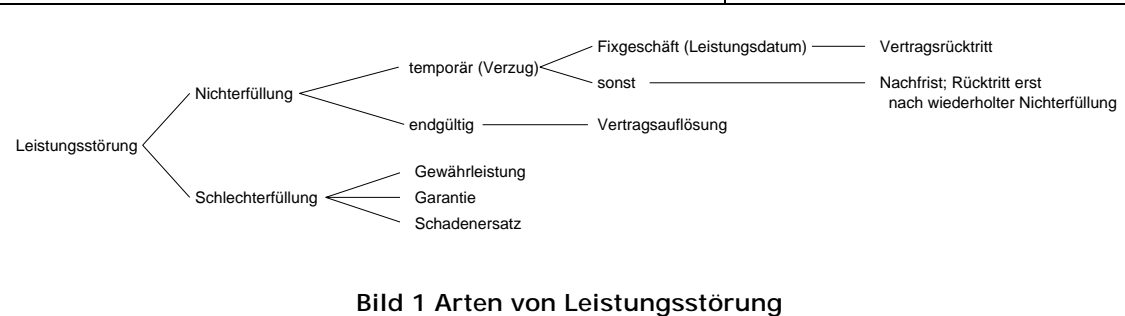 Fixgeschäft (Leistungsdatum) Vertragsrücktritt
temporär (Verzug)
sonst Nachfrist; Rücktritt erst
nach wiederholter Nichterfüllung
Nichterfüllung
endgültig Vertragsauflösung
Leistungsstörung
Gewährleistung
Schlechterfüllung Garantie
Schadenersatz
Bild 1 Arten von Leistungsstörung